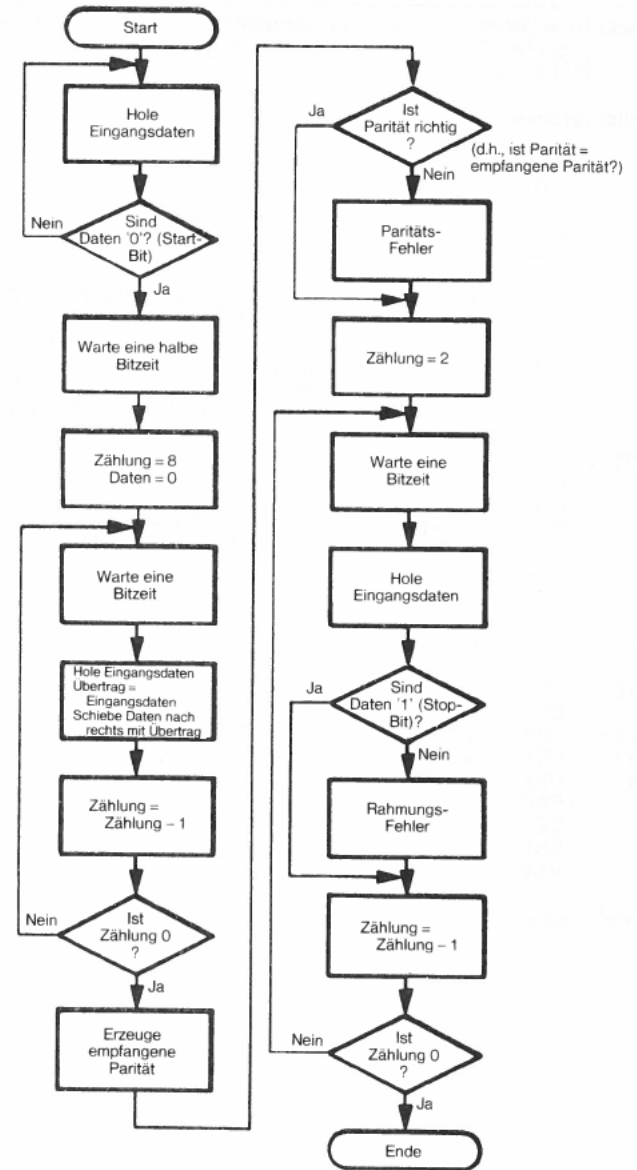 Start
Hole
Eingangsdaten
Nein
Sind
Daten '0'? (Start-
Bit)
Ja
Warte eine halbe
Bitzeit
Zählung = 8
Daten = 0
Warte eine
Bitzeit
Hole Eingangsdaten
Übertrag =
Eingangsdaten
Schiebe Daten nach
rechts mit Übertrag
Zählung =
Zählung – 1
Nein
Ist
Zählung 0
?
Ja
Erzeuge
empfangene
Parität
Ja
Ist
Parität richtig
?
(d.h., ist Parität =
empfangene Parität?)
Nein
Paritäts-
Fehler
Zählung = 2
Warte eine
Bitzeit
Hole
Eingangsdaten
Ja
Sind
Daten '1' (Stop-
Bit)?
Nein
Rahmungs-
Fehler
Zählung =
Zählung – 1
Nein
Ist
Zählung 0
?
Ja
Ende